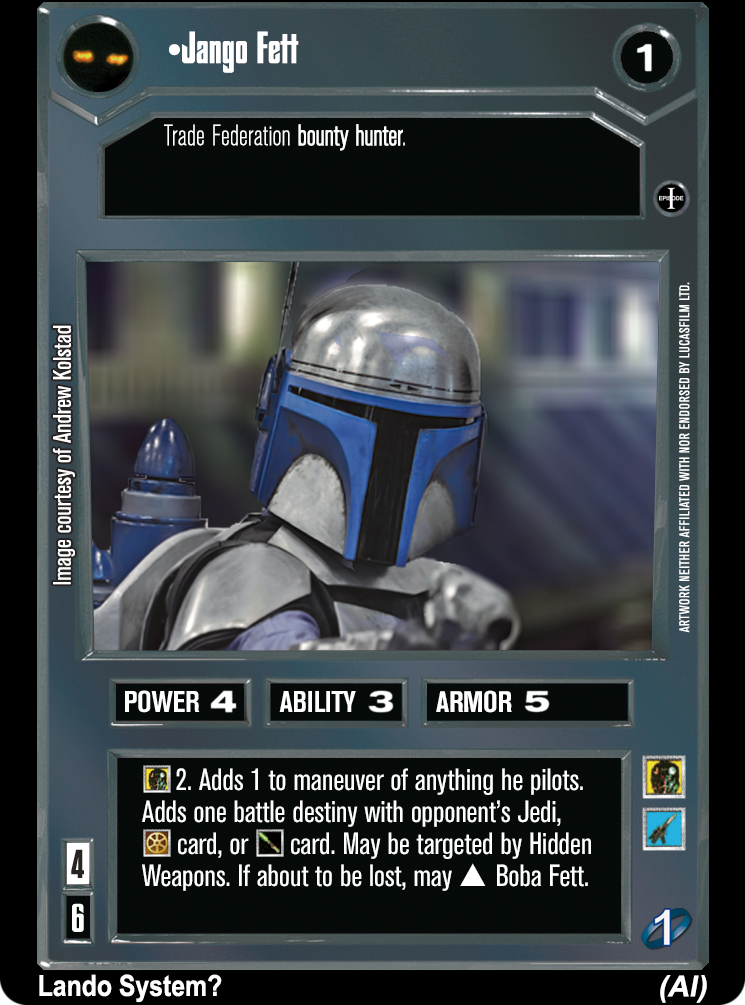 •Jango Fett
1
Trade Federation bounty hunter.
EPISODE
I
Image courtesy of Andrew Kolstad
ARTWORK NEITHER AFFILIATED WITH NOR ENDORSED BY LUCASFILM LTD.
POWER 4
ABILITY 3
ARMOR 5
2. Adds 1 to maneuver of anything he pilots.
Adds one battle destiny with opponent's Jedi,
card, or card. May be targeted by Hidden
Weapons. If about to be lost, may ▲ Boba Fett.
4
6
1
Lando System?
(AI)